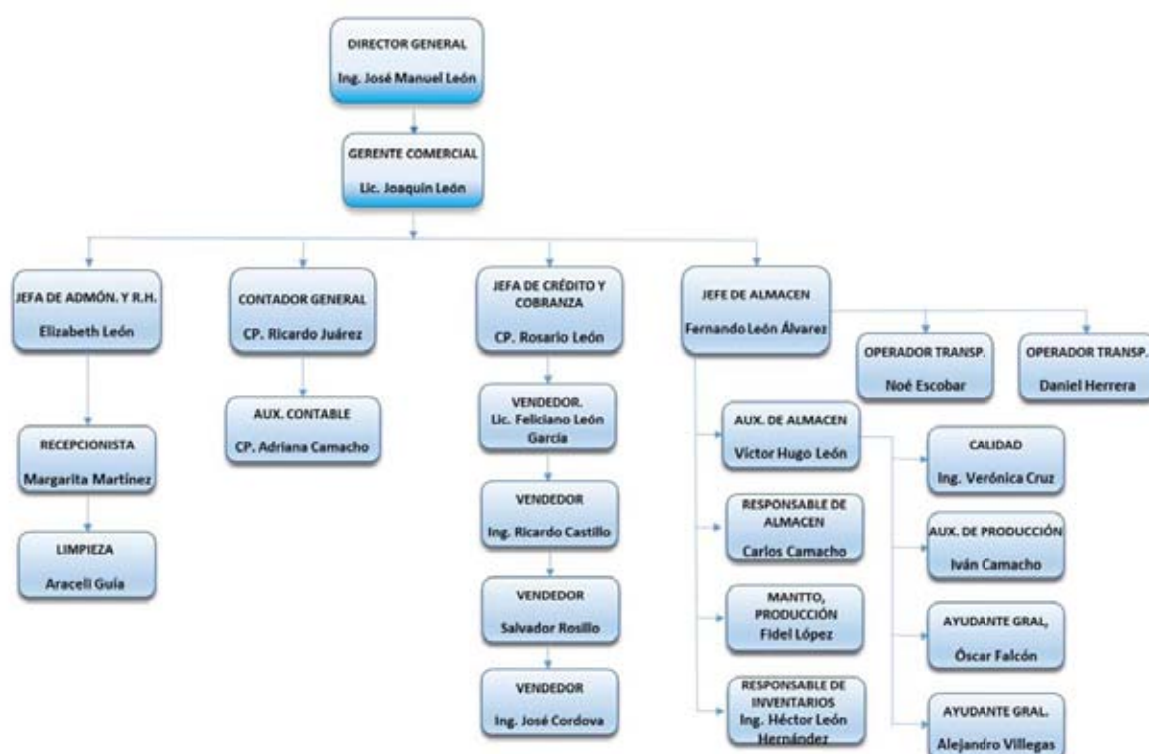 DIRECTOR GENERAL
Ing. José Manuel León
GERENTE COMERCIAL
Lic. Joaquín León
JEFA DE ADMÓN. Y R.H.
Elizabeth León
CONTADOR GENERAL
CP. Ricardo Juárez
JEFA DE CRÉDITO Y
COBRANZA
CP. Rosario León
JEFE DE ALMACEN
Fernando León Álvarez
OPERADOR TRANSP.
Noé Escobar
OPERADOR TRANSP.
Daniel Herrera
RECEPCIONISTA
Margarita Martínez
LIMPIEZA
Araceli Guía
AUX. CONTABLE
CP. Adriana Camacho
VENDEDOR.
Lic. Feliciano León
García
VENDEDOR
Ing. Ricardo Castillo
VENDEDOR
Salvador Rosillo
VENDEDOR
Ing. José Cordova
AUX. DE ALMACEN
Víctor Hugo León
RESPONSABLE DE
ALMACEN
Carlos Camacho
MANTTO,
PRODUCCIÓN
Fidel López
RESPONSABLE DE
INVENTARIOS
Ing. Héctor León
Hernández
CALIDAD
Ing. Verónica Cruz
AUX. DE PRODUCCIÓN
Iván Camacho
AYUDANTE GRAL,
Óscar Falcón
AYUDANTE GRAL.
Alejandro Villegas